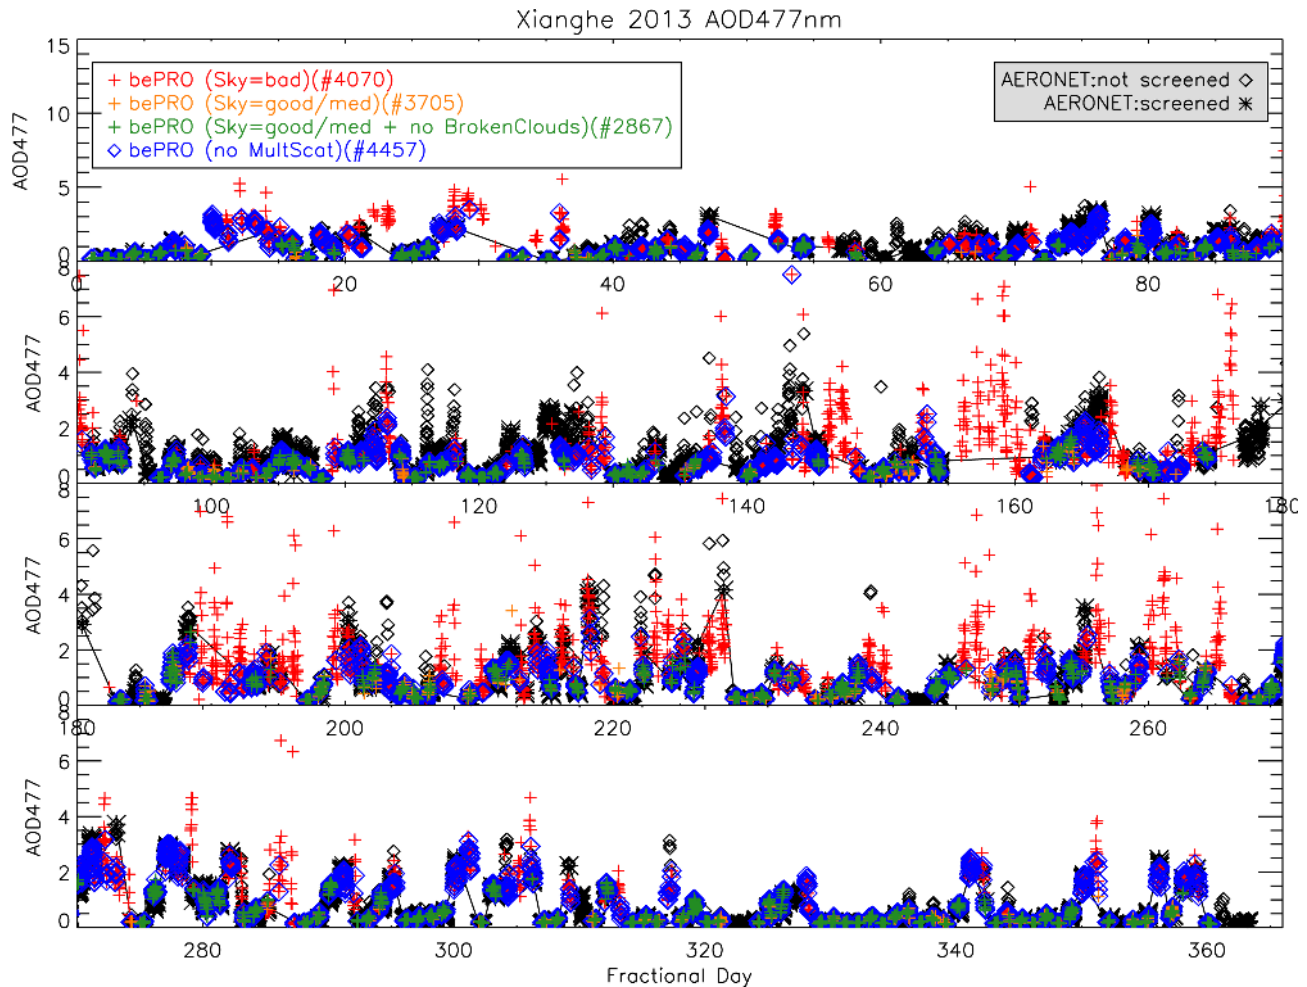 Xianghe 2013 AOD477nm
15
+ bePRO (Sky=bad)(#4070)
+ bePRO (Sky=good/med)(#3705)
+ bePRO (Sky=good/med + no BrokenClouds)(#2867)
◇ bePRO (no MultScat)(#4457)
AERONET:not screened ◇
AERONET:screened ✳
10
AOD477
5
0
0 20 40 60 80
8
6
AOD477
4
2
0
100 120 140 160 180
8
6
AOD477
4
2
0
180 200 220 240 260
8
6
AOD477
4
2
0
280 300 320 340 360
Fractional Day